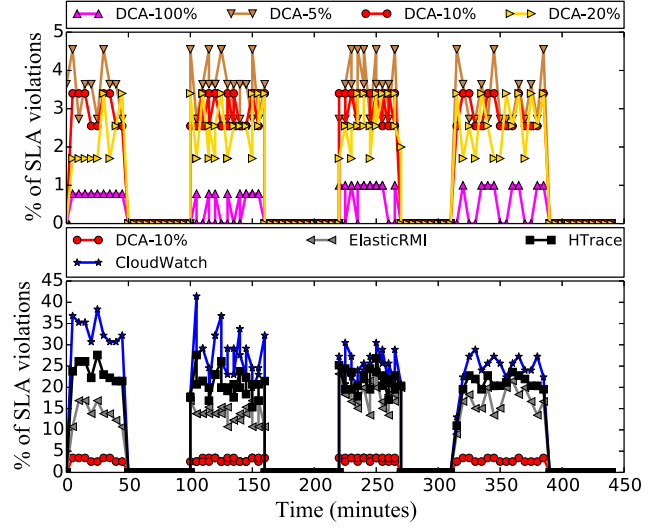 DCA-100% DCA-5% DCA-10% DCA-20%
5
4
3
2
1
0
% of SLA violations
DCA-10% ElasticRMI HTrace
CloudWatch
45
40
35
30
25
20
15
10
5
0
% of SLA violations
0 50 100 150 200 250 300 350 400 450
Time (minutes)